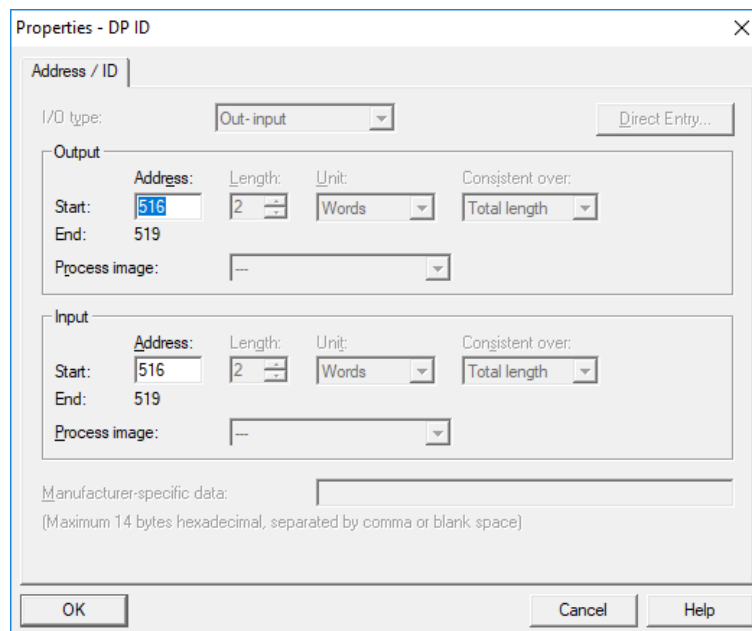 Properties - DP ID
Address / ID
I/O type: Out- input Direct Entry...
Output
Address: Length: Unit: Consistent over:
Start: 516 2 Words Total length
End: 519
Process image: ---
Input
Address: Length: Unit: Consistent over:
Start: 516 2 Words Total length
End: 519
Process image: ---
Manufacturer-specific data:
(Maximum 14 bytes hexadecimal, separated by comma or blank space)
OK Cancel Help